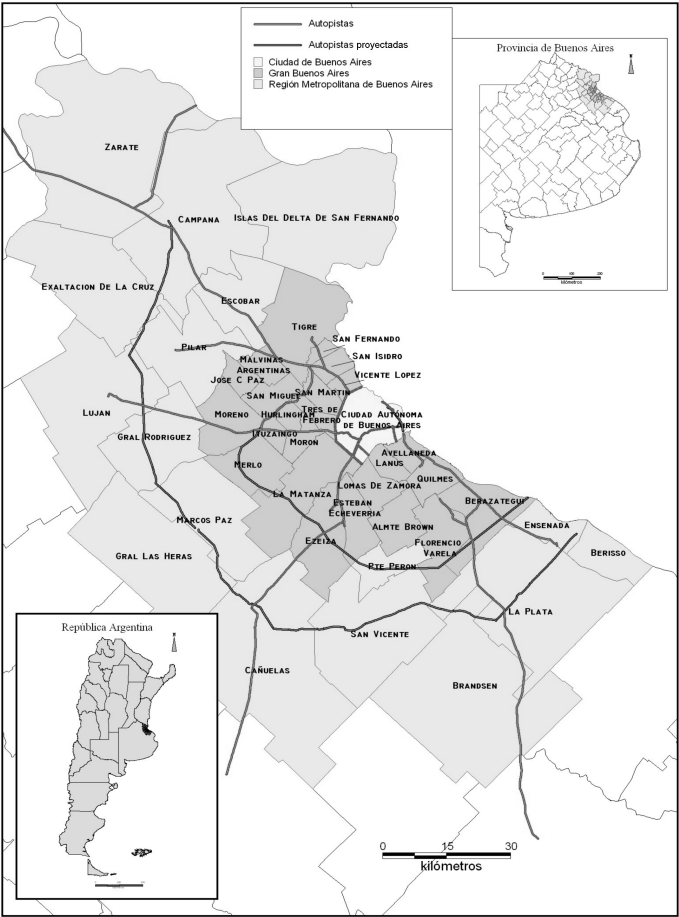 Autopistas
Autopistas proyectadas
Ciudad de Buenos Aires
Gran Buenos Aires
Región Metropolitana de Buenos Aires
Provincia de Buenos Aires
N
0 100 200
kilómetros
ZARATE
CAMPANA
ISLAS DEL DELTA DE SAN FERNANDO
EXALTACION DE LA CRUZ
ESCOBAR
TIGRE
SAN FERNANDO
PILAR
SAN ISIDRO
MALVINAS
ARGENTINAS
VICENTE LOPEZ
JOSE C PAZ
SAN MIGUEL
SAN MARTIN
LUJAN
MORENO
HURLINGHAM
TRES DE
FEBRERO
CIUDAD AUTÓNOMA
DE BUENOS AIRES
GRAL RODRIGUEZ
ITUZAINGO
MORON
AVELLANEDA
LANUS
MERLO
QUILMES
LOMAS DE ZAMORA
LA MATANZA
BERAZATEGUI
ESTEBAN
ECHEVERRIA
MARCOS PAZ
ALMTE BROWN
ENSENADA
EZEIZA
FLORENCIO
VARELA
BERISSO
GRAL LAS HERAS
PTE PERON
LA PLATA
SAN VICENTE
CAÑUELAS
BRANDSEN
República Argentina
N
0 15 30
kilómetros